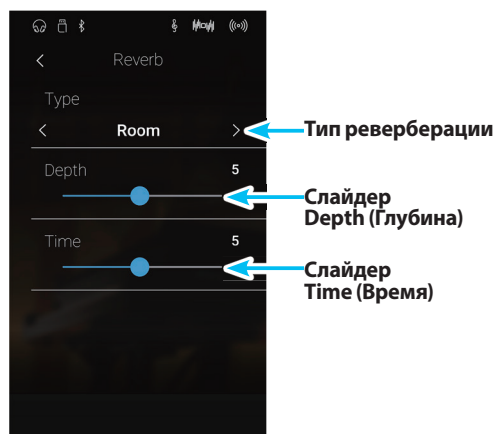 Reverb
Type
Room
Тип реверберации
Depth 5
Слайдер
Depth (Глубина)
Time 5
Слайдер
Time (Время)